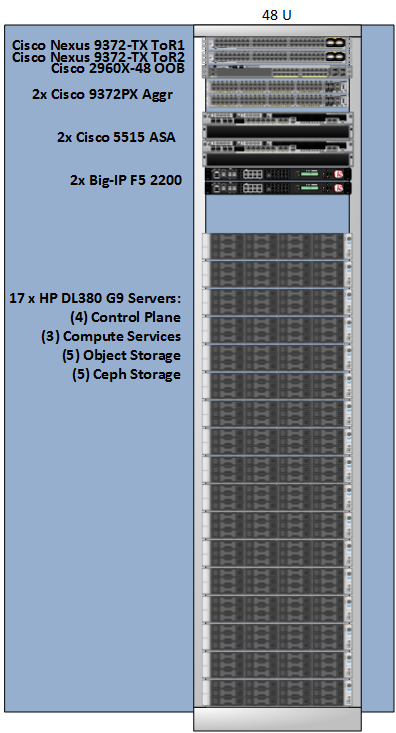 48 U
Cisco Nexus 9372-TX ToR1
Cisco Nexus 9372-TX ToR2
Cisco 2960X-48 OOB
2x Cisco 9372PX Aggr
2x Cisco 5515 ASA
2x Big-IP F5 2200
17 x HP DL380 G9 Servers:
(4) Control Plane
(3) Compute Services
(5) Object Storage
(5) Ceph Storage